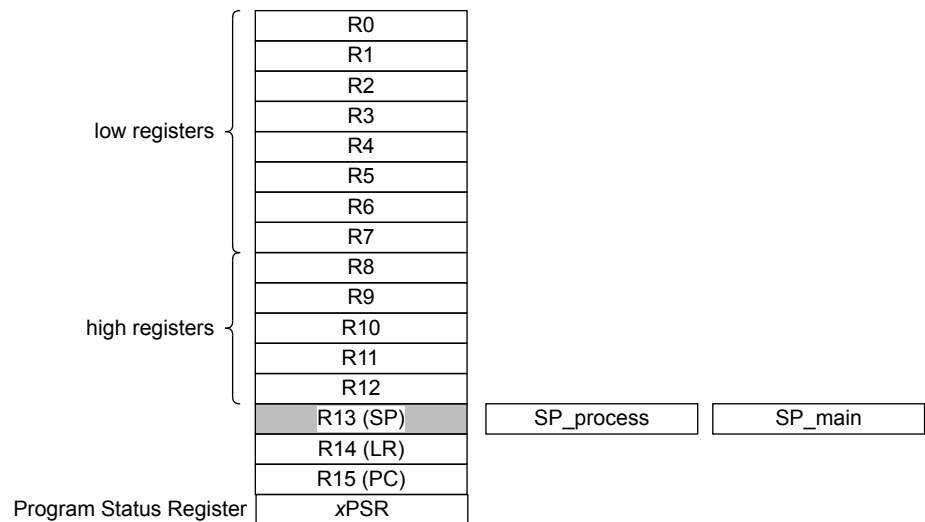 R0
R1
R2
R3
low registers
R4
R5
R6
R7
R8
R9
high registers
R10
R11
R12
R13 (SP) SP_process SP_main
R14 (LR)
R15 (PC)
Program Status Register xPSR